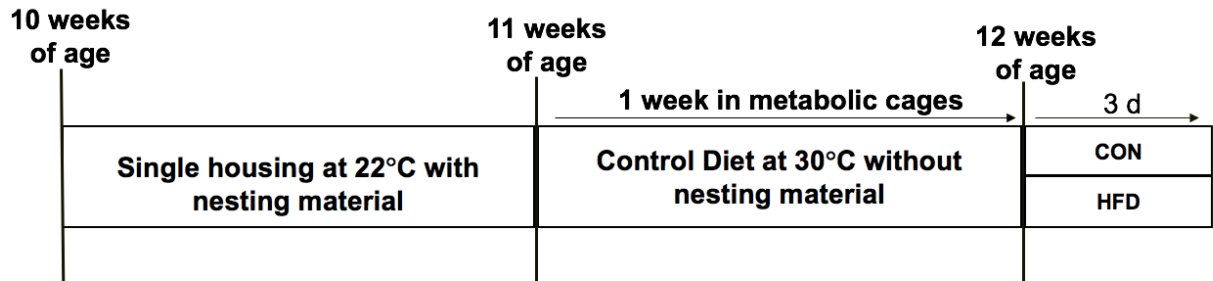 10 weeks
of age
11 weeks
of age
12 weeks
of age
1 week in metabolic cages
3 d
Single housing at 22°C with
nesting material
Control Diet at 30°C without
nesting material
CON
HFD